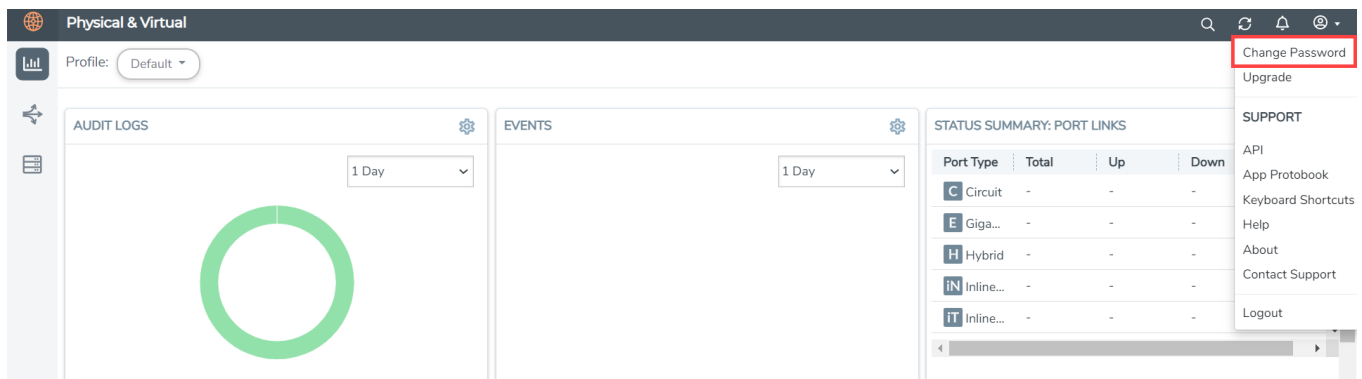 Physical & Virtual
Profile: Default
AUDIT LOGS
1 Day
EVENTS
1 Day
STATUS SUMMARY: PORT LINKS
Port Type Total Up Down
C Circuit - - -
E Giga... - - -
H Hybrid - - -
iN Inline... - - -
iT Inline... - - -
Change Password
Upgrade
SUPPORT
API
App Protobook
Keyboard Shortcuts
Help
About
Contact Support
Logout